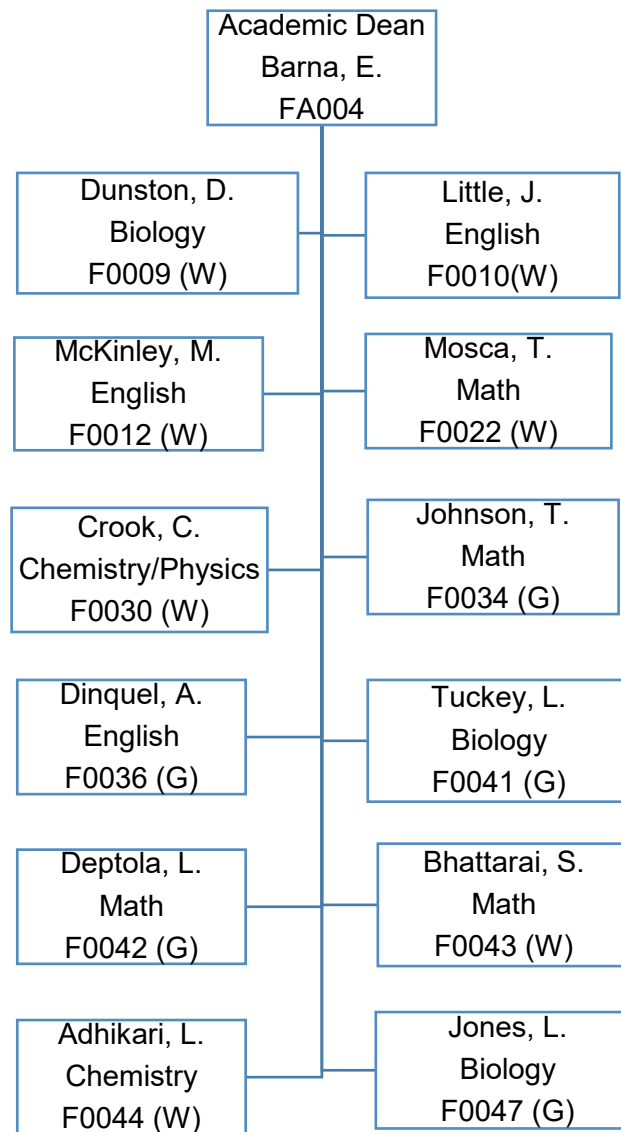 Academic Dean
Barna, E.
FA004
Dunston, D.
Biology
F0009 (W)
Little, J.
English
F0010(W)
McKinley, M.
English
F0012 (W)
Mosca, T.
Math
F0022 (W)
Crook, C.
Chemistry/Physics
F0030 (W)
Johnson, T.
Math
F0034 (G)
Dinquel, A.
English
F0036 (G)
Tuckey, L.
Biology
F0041 (G)
Deptola, L.
Math
F0042 (G)
Bhattarai, S.
Math
F0043 (W)
Adhikari, L.
Chemistry
F0044 (W)
Jones, L.
Biology
F0047 (G)